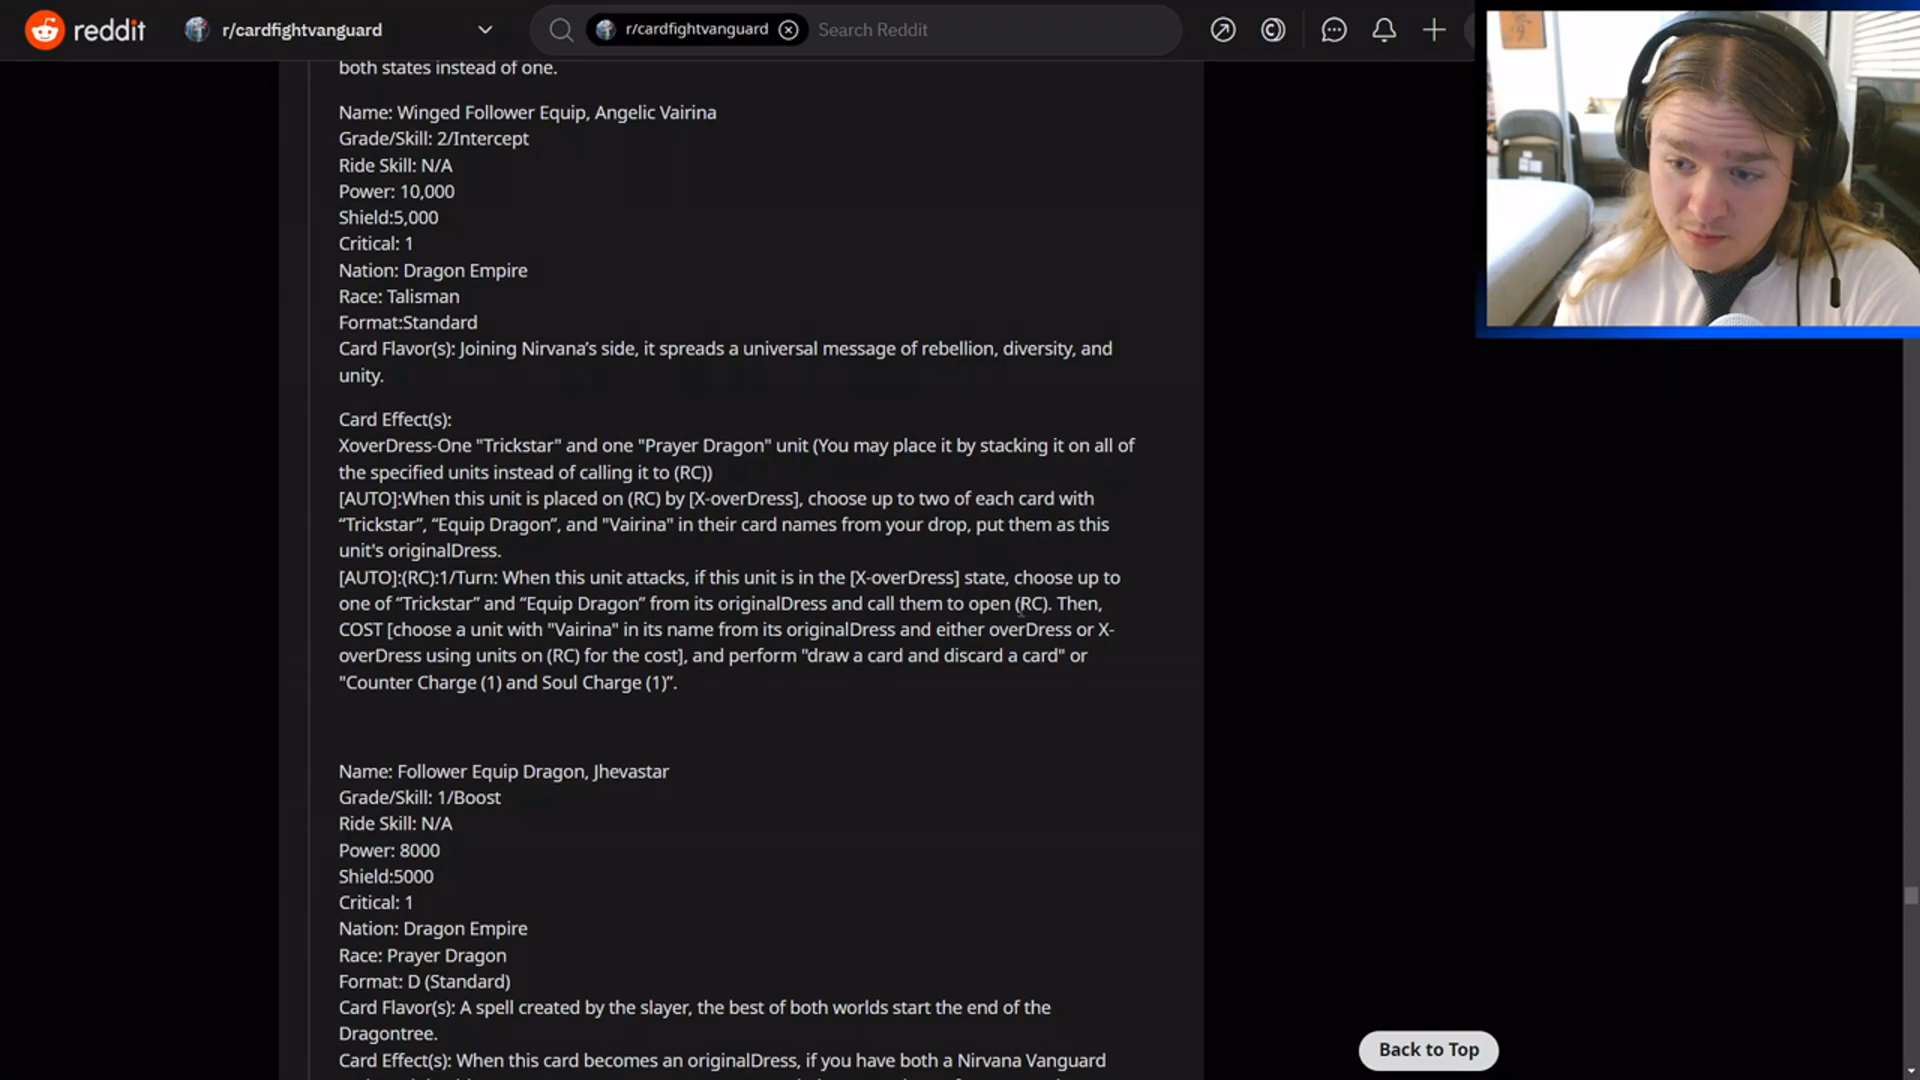 reddit
r/cardfightvanguard
r/cardfightvanguard
Search Reddit
both states instead of one.
Name: Winged Follower Equip, Angelic Vairina
Grade/Skill: 2/Intercept
Ride Skill: N/A
Power: 10,000
Shield:5,000
Critical: 1
Nation: Dragon Empire
Race: Talisman
Format:Standard
Card Flavor(s): Joining Nirvana’s side, it spreads a universal message of rebellion, diversity, and
unity.
Card Effect(s):
XoverDress-One "Trickstar" and one "Prayer Dragon" unit (You may place it by stacking it on all of
the specified units instead of calling it to (RC))
[AUTO]:When this unit is placed on (RC) by [X-overDress], choose up to two of each card with
“Trickstar”, “Equip Dragon”, and "Vairina" in their card names from your drop, put them as this
unit's originalDress.
[AUTO]:(RC):1/Turn: When this unit attacks, if this unit is in the [X-overDress] state, choose up to
one of “Trickstar” and “Equip Dragon” from its originalDress and call them to open (RC). Then,
COST [choose a unit with "Vairina" in its name from its originalDress and either overDress or X-
overDress using units on (RC) for the cost], and perform "draw a card and discard a card" or
"Counter Charge (1) and Soul Charge (1)”.
Name: Follower Equip Dragon, Jhevastar
Grade/Skill: 1/Boost
Ride Skill: N/A
Power: 8000
Shield:5000
Critical: 1
Nation: Dragon Empire
Race: Prayer Dragon
Format: D (Standard)
Card Flavor(s): A spell created by the slayer, the best of both worlds start the end of the
Dragontree.
Card Effect(s): When this card becomes an originalDress, if you have both a Nirvana Vanguard
Back to Top